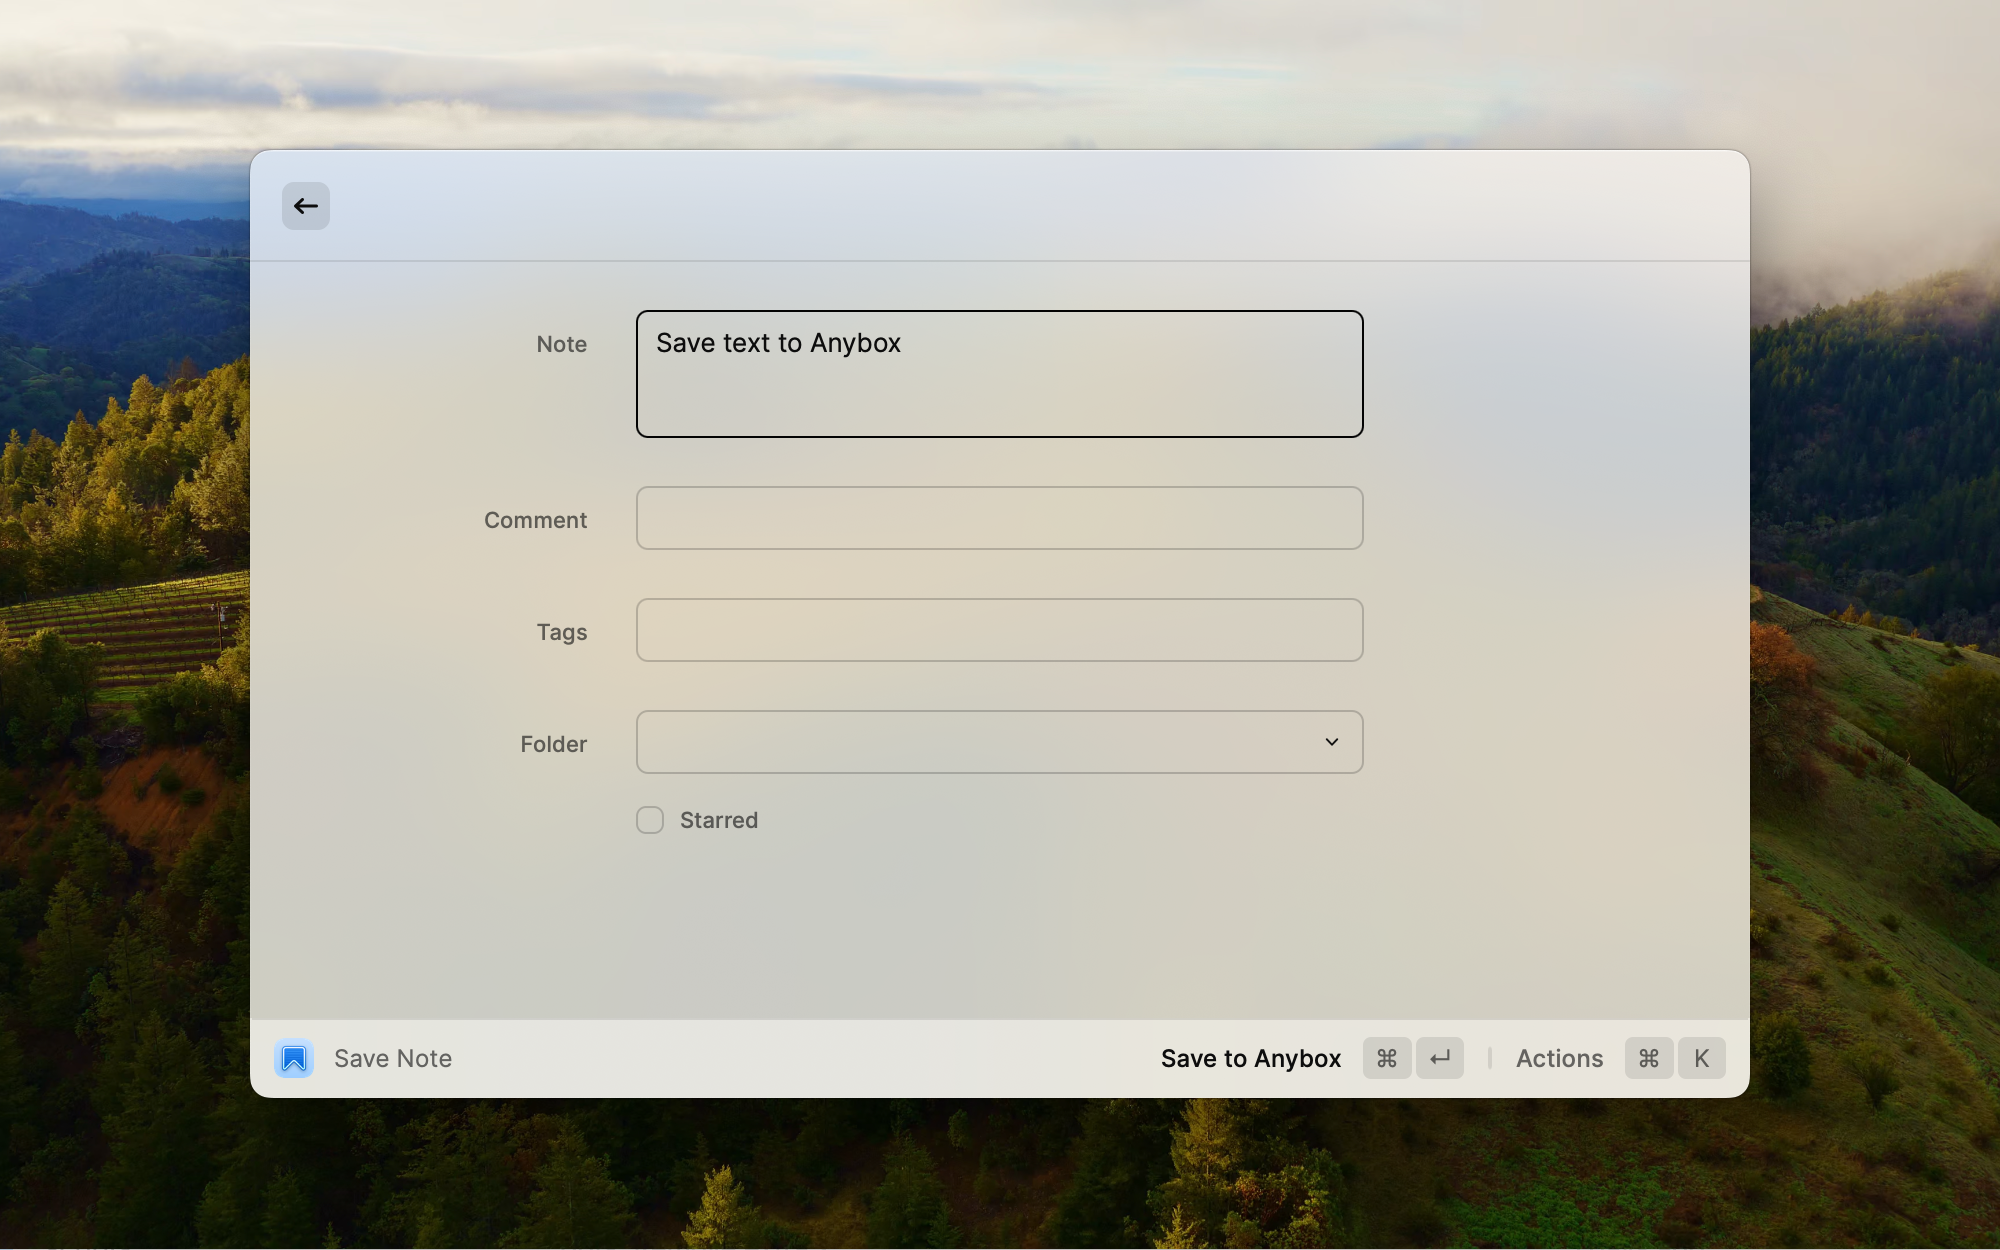 Note
Save text to Anybox
Comment
Tags
Folder
Starred
Save Note
Save to Anybox ⌘ ↵ Actions ⌘ K